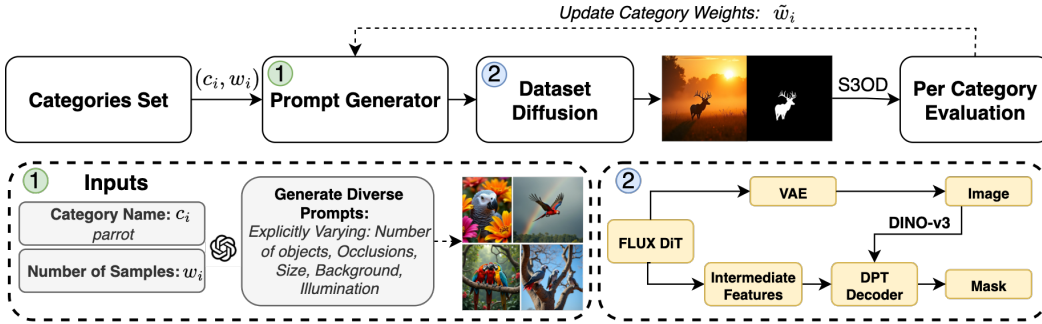 Update Category Weights: w̃ᵢ
Categories Set
(cᵢ, wᵢ)
1
Prompt Generator
2
Dataset
Diffusion
S3OD
Per Category
Evaluation
1
Inputs
Category Name: cᵢ
parrot
Number of Samples: wᵢ
Generate Diverse
Prompts:
Explicitly Varying: Number
of objects, Occlusions,
Size, Background,
Illumination
2
VAE
Image
DINO-v3
FLUX DiT
Intermediate
Features
DPT
Decoder
Mask